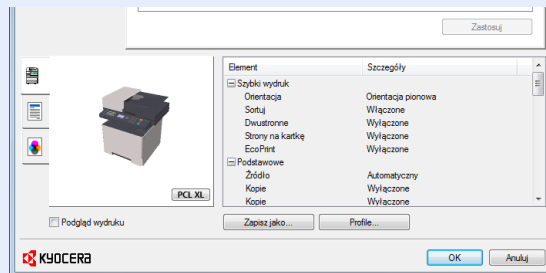 Zastosuj
Element Szczegóły
Szybki wydruk
Orientacja Orientacja pionowa
Sortuj Włączone
Dwustronne Wyłączone
Strony na kartkę Wyłączone
EcoPrint Wyłączone
Podstawowe
Źródło Automatyczny
Kopie Wyłączone
Kopie Wyłączone
PCL XL
Podgląd wydruku Zapisz jako... Profile...
KYOCERA OK Anuluj